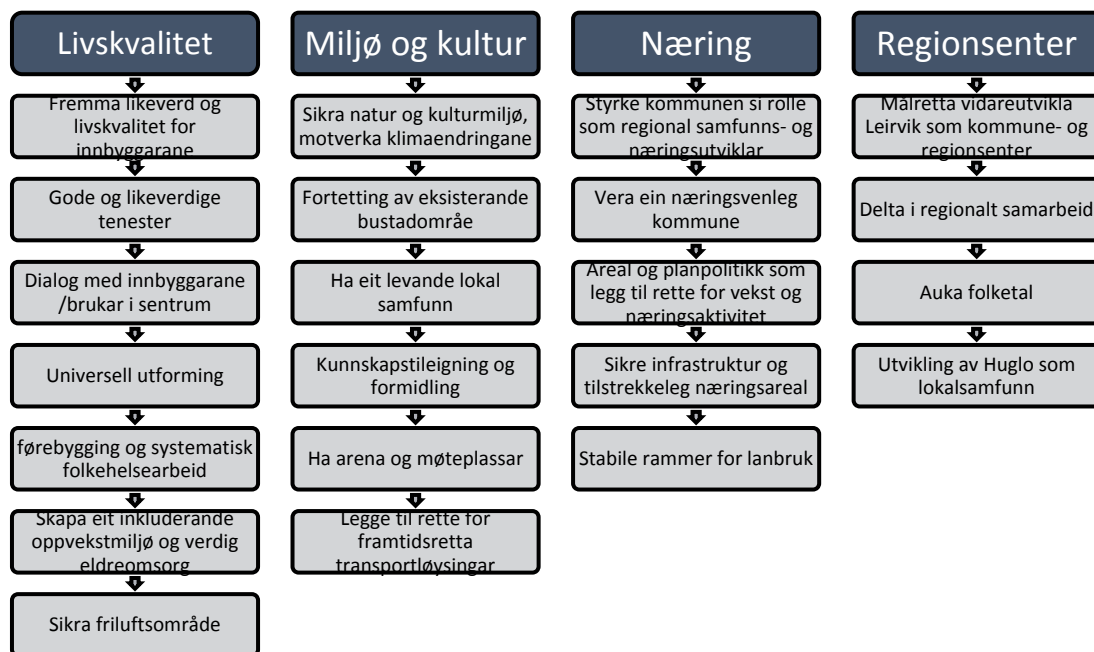 Livskvalitet
Fremma likeverd og
livskvalitet for
innbyggarane
Gode og likeverdige
tenester
Dialog med innbyggarane
/brukar i sentrum
Universell utforming
førebygging og systematisk
folkehelsearbeid
Skapa eit inkluderande
oppvekstmiljø og verdig
eldreomsorg
Sikra friluftsområde
Miljø og kultur
Sikra natur og kulturmiljø,
motverka klimaendringane
Fortetting av eksisterande
bustadområe
Ha eit levande lokal
samfunn
Kunnskapstileigning og
formidling
Ha arena og møteplassar
Legge til rette for
framtidsretta
transportløysingar
Næring
Styrke kommunen si rolle
som regional samfunns- og
næringsutviklar
Vera ein næringsvenleg
kommune
Areal og planpolitikk som
legg til rette for vekst og
næringsaktivitet
Sikre infrastruktur og
tilstrekkeleg næringsareal
Stabile rammer for lanbruk
Regionsenter
Målretta vidareutvikla
Leirvik som kommune- og
regionsenter
Delta i regionalt samarbeid
Auka folketal
Utvikling av Huglo som
lokalsamfunn